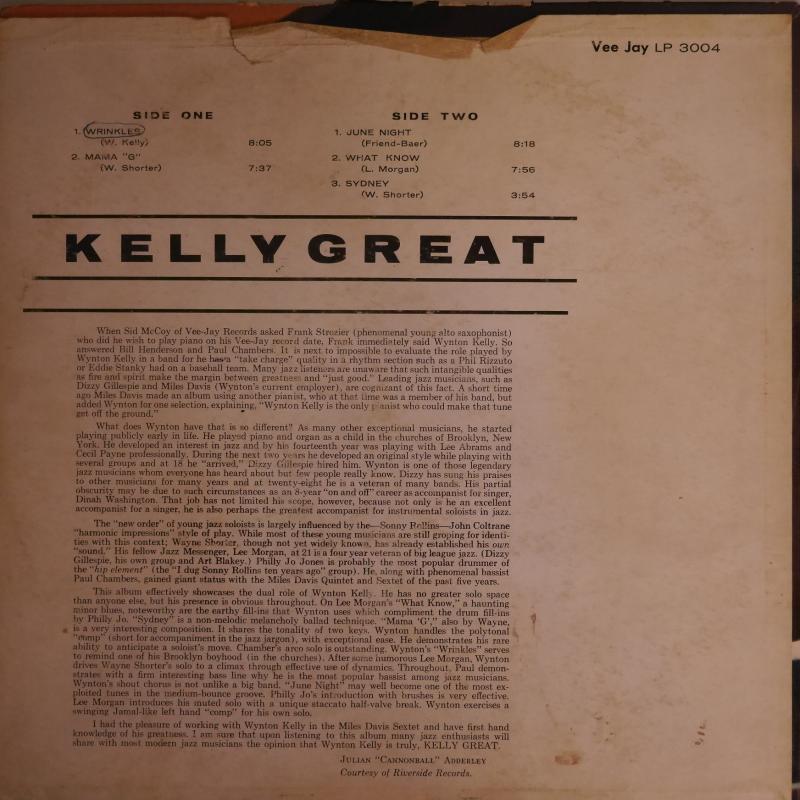 Vee Jay LP 3004
SIDE ONE
1. WRINKLES
(W. Kelly) 8:05
2. MAMA "G"
(W. Shorter) 7:37
SIDE TWO
1. JUNE NIGHT
(Friend-Baer) 8:18
2. WHAT KNOW
(L. Morgan) 7:56
3. SYDNEY
(W. Shorter) 3:54
KELLY GREAT
When Sid McCoy of Vee-Jay Records asked Frank Strozier (phenomenal young alto saxophonist)
who did he wish to play piano on his Vee-Jay record date, Frank immediately said Wynton Kelly. So
answered Bill Henderson and Paul Chambers. It is next to impossible to evaluate the role played by
Wynton Kelly in a band for he has a "take charge" quality in a rhythm section such as a Phil Rizzuto
or Eddie Stanky had on a baseball team. Many jazz listeners are unaware that such intangible qualities
as fire and spirit make the margin between greatness and "just good." Leading jazz musicians, such as
Dizzy Gillespie and Miles Davis (Wynton's current employer), are cognizant of this fact. A short time
ago Miles Davis made an album using another pianist, who at that time was a member of his band, but
added Wynton for one selection, explaining, "Wynton Kelly is the only pianist who could make that tune
get off the ground."
What does Wynton have that is so different? As many other exceptional musicians, he started
playing publicly early in life. He played piano and organ as a child in the churches of Brooklyn, New
York. He developed an interest in jazz and by his fourteenth year was playing with Lee Abrams and
Cecil Payne professionally. During the next two years he developed an original style while playing with
several groups and at 18 he "arrived," Dizzy Gillespie hired him. Wynton is one of those legendary
jazz musicians whom everyone has heard about but few people really know. Dizzy has sung his praises
to other musicians for many years and at twenty-eight he is a veteran of many bands. His partial
obscurity may be due to such circumstances as an 8-year "on and off" career as accompanist for singer,
Dinah Washington. That job has not limited his scope, however, because not only is he an excellent
accompanist for a singer, he is also perhaps the greatest accompanist for instrumental soloists in jazz.
The "new order" of young jazz soloists is largely influenced by the—Sonny Rollins—John Coltrane
"harmonic impressions" style of play. While most of these young musicians are still groping for identi-
ties with this context; Wayne Shorter, though not yet widely known, has already established his own
"sound." His fellow Jazz Messenger, Lee Morgan, at 21 is a four year veteran of big league jazz. (Dizzy
Gillespie, his own group and Art Blakey.) Philly Jo Jones is probably the most popular drummer of
the "hip element" (the "I dug Sonny Rollins ten years ago" group). He, along with phenomenal bassist
Paul Chambers, gained giant status with the Miles Davis Quintet and Sextet of the past five years.
This album effectively showcases the dual role of Wynton Kelly. He has no greater solo space
than anyone else, but his presence is obvious throughout. On Lee Morgan's "What Know," a haunting
minor blues, noteworthy are the earthy fill-ins that Wynton uses which compliment the drum fill-ins
by Philly Jo. "Sydney" is a non-melodic melancholy ballad technique. "Mama 'G'," also by Wayne,
is a very interesting composition. It shares the tonality of two keys. Wynton handles the polytonal
"comp" (short for accompaniment in the jazz jargon), with exceptional ease. He demonstrates his rare
ability to anticipate a soloist's move. Chamber's arco solo is outstanding. Wynton's "Wrinkles" serves
to remind one of his Brooklyn boyhood (in the churches). After some humorous Lee Morgan, Wynton
drives Wayne Shorter's solo to a climax through effective use of dynamics. Throughout, Paul demon-
strates with a firm interesting bass line why he is the most popular bassist among jazz musicians.
Wynton's shout chorus is not unlike a big band. "June Night" may well become one of the most ex-
ploited tunes in the medium-bounce groove. Philly Jo's introduction with brushes is very effective.
Lee Morgan introduces his muted solo with a unique staccato half-valve break. Wynton exercises a
swinging Jamal-like left hand "comp" for his own solo.
I had the pleasure of working with Wynton Kelly in the Miles Davis Sextet and have first hand
knowledge of his greatness. I am sure that upon listening to this album many jazz enthusiasts will
share with most modern jazz musicians the opinion that Wynton Kelly is truly, KELLY GREAT.
JULIAN "CANNONBALL" ADDERLEY
Courtesy of Riverside Records.